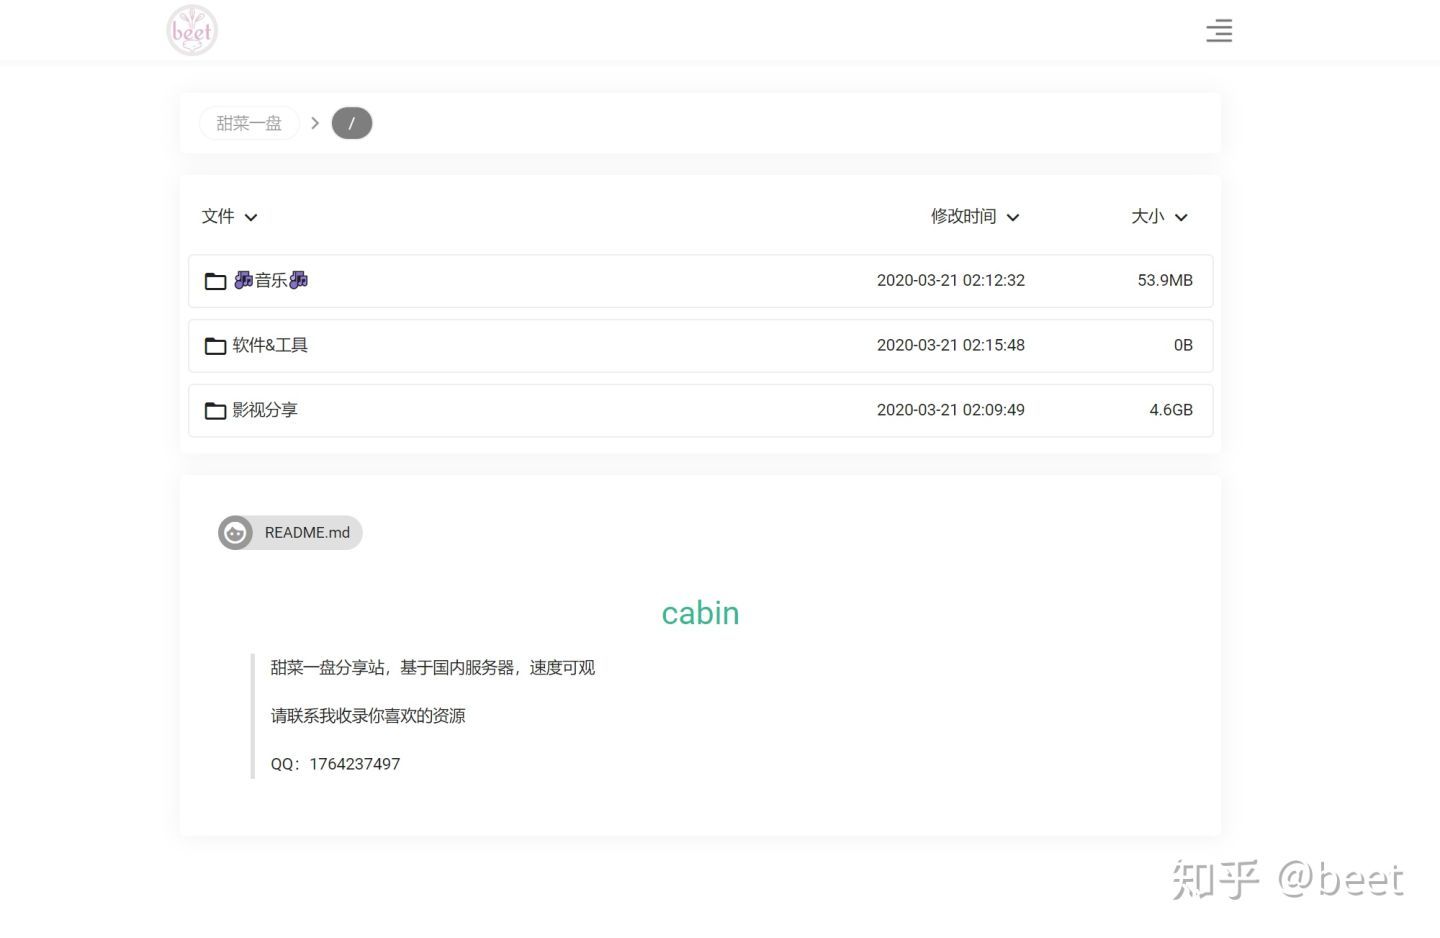 beet
甜菜一盘 > /
文件 修改时间 大小
音乐 2020-03-21 02:12:32 53.9MB
软件&工具 2020-03-21 02:15:48 0B
影视分享 2020-03-21 02:09:49 4.6GB
README.md
cabin
甜菜一盘分享站，基于国内服务器，速度可观
请联系我收录你喜欢的资源
QQ：1764237497
知乎 @beet